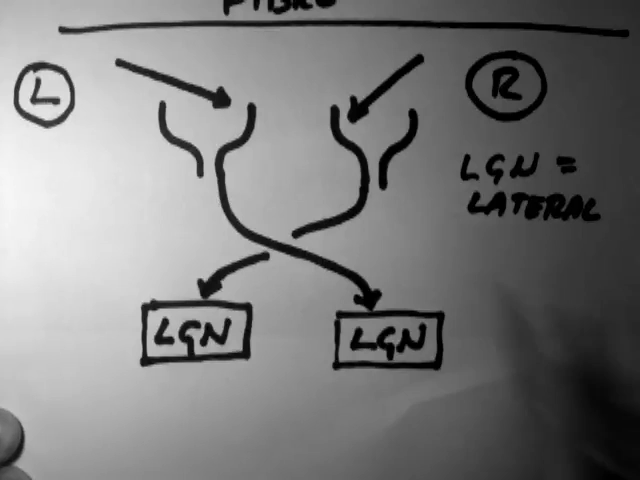 L
R
LGN =
LATERAL
LGN
LGN